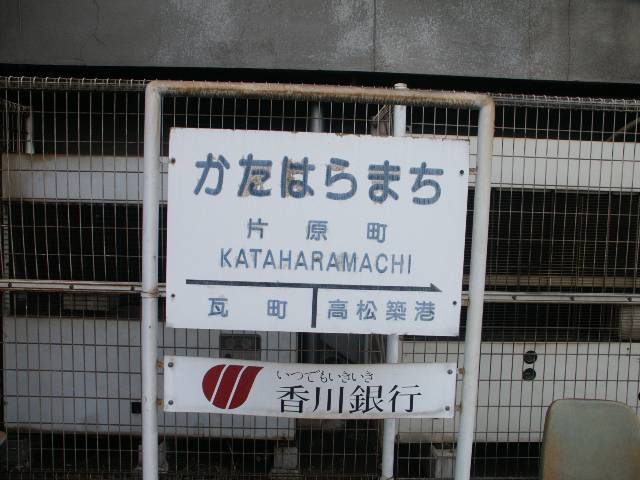 かたはらまち
片原町
KATAHARAMACHI
瓦町 高松築港
いつでもいきいき
香川銀行